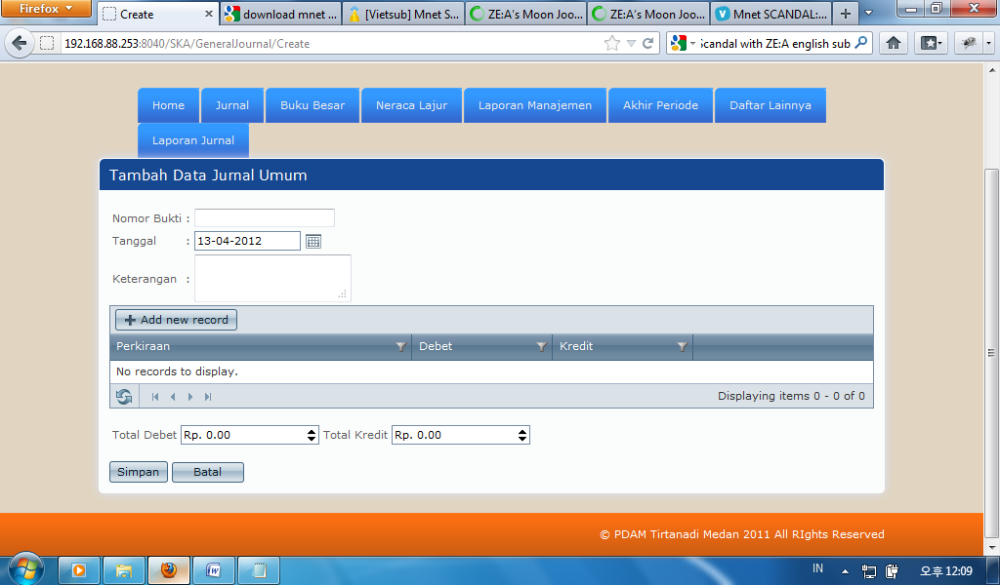 Firefox
Create
download mnet ...
[Vietsub] Mnet S...
ZE:A's Moon Joo...
ZE:A's Moon Joo...
Mnet SCANDAL:...
192.168.88.253:8040/SKA/GeneralJournal/Create
candal with ZE:A english sub
Home
Jurnal
Buku Besar
Neraca Lajur
Laporan Manajemen
Akhir Periode
Daftar Lainnya
Laporan Jurnal
Tambah Data Jurnal Umum
Nomor Bukti :
Tanggal : 13-04-2012
Keterangan :
Add new record
Perkiraan Debet Kredit
No records to display.
Displaying items 0 - 0 of 0
Total Debet Rp. 0.00 Total Kredit Rp. 0.00
Simpan Batal
© PDAM Tirtanadi Medan 2011 All RIghts Reserved
IN
오후 12:09